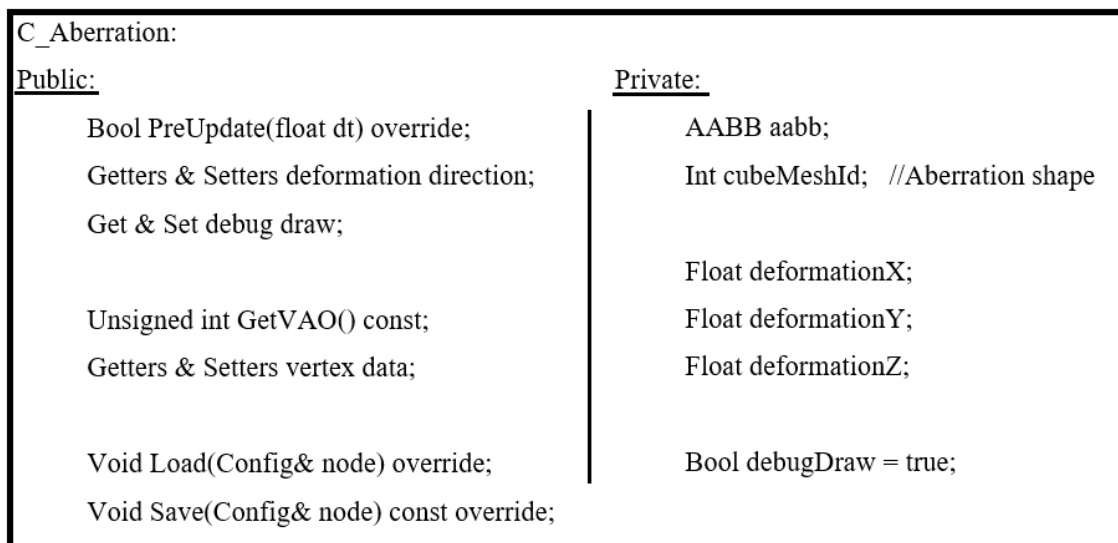 C_Aberration:
Public:
Bool PreUpdate(float dt) override;
Getters & Setters deformation direction;
Get & Set debug draw;
Unsigned int GetVAO() const;
Getters & Setters vertex data;
Void Load(Config& node) override;
Void Save(Config& node) const override;
Private:
AABB aabb;
Int cubeMeshId;   //Aberration shape
Float deformationX;
Float deformationY;
Float deformationZ;
Bool debugDraw = true;